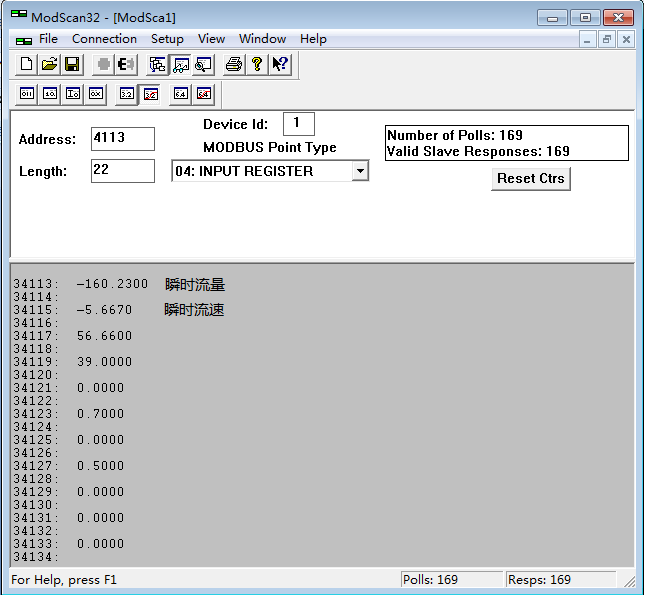 ModScan32 - [ModSca1]
File Connection Setup View Window Help
Address: 4113
Device Id: 1
MODBUS Point Type
Length: 22
04: INPUT REGISTER
Number of Polls: 169
Valid Slave Responses: 169
Reset Ctrs
34113: -160.2300 瞬时流量
34114:
34115: -5.6670 瞬时流速
34116:
34117: 56.6600
34118:
34119: 39.0000
34120:
34121: 0.0000
34122:
34123: 0.7000
34124:
34125: 0.0000
34126:
34127: 0.5000
34128:
34129: 0.0000
34130:
34131: 0.0000
34132:
34133: 0.0000
34134:
For Help, press F1
Polls: 169
Resps: 169